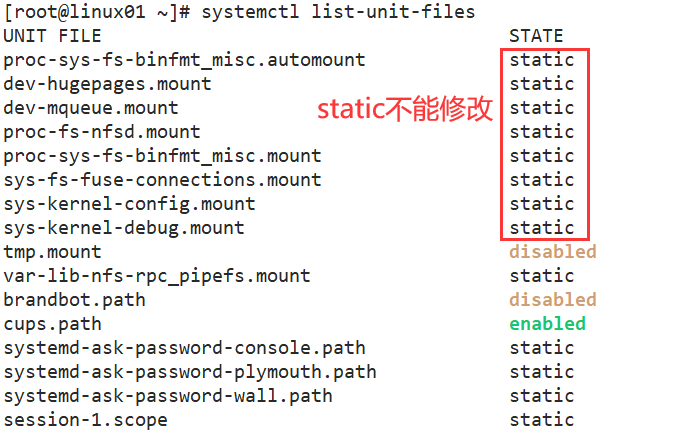 [root@linux01 ~]# systemctl list-unit-files
UNIT FILE STATE
proc-sys-fs-binfmt_misc.automount static
dev-hugepages.mount static
dev-mqueue.mount static
static不能修改
proc-fs-nfsd.mount static
proc-sys-fs-binfmt_misc.mount static
sys-fs-fuse-connections.mount static
sys-kernel-config.mount static
sys-kernel-debug.mount static
tmp.mount disabled
var-lib-nfs-rpc_pipefs.mount static
brandbot.path disabled
cups.path enabled
systemd-ask-password-console.path static
systemd-ask-password-plymouth.path static
systemd-ask-password-wall.path static
session-1.scope static